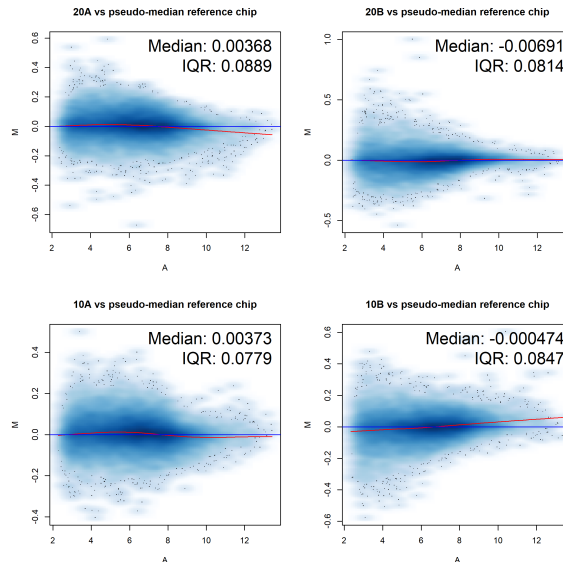 20A vs pseudo-median reference chip
Median: 0.00368
IQR: 0.0889
M
0.6
0.4
0.2
0.0
-0.2
-0.4
-0.6
2 4 6 8 10 12
A
20B vs pseudo-median reference chip
Median: -0.00691
IQR: 0.0814
M
1.0
0.5
0.0
-0.5
2 4 6 8 10 12
A
10A vs pseudo-median reference chip
Median: 0.00373
IQR: 0.0779
M
0.4
0.2
0.0
-0.2
-0.4
2 4 6 8 10 12
A
10B vs pseudo-median reference chip
Median: -0.000474
IQR: 0.0847
M
0.6
0.4
0.2
0.0
-0.2
-0.4
-0.6
2 4 6 8 10 12
A